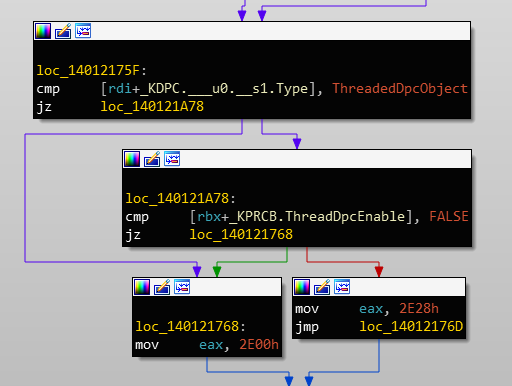 loc_14012175F:
cmp [rdi+_KDPC.___u0.__s1.Type], ThreadedDpcObject
jz loc_140121A78
loc_140121A78:
cmp [rbx+_KPRCB.ThreadDpcEnable], FALSE
jz loc_140121768
loc_140121768:
mov eax, 2E00h
mov eax, 2E28h
jmp loc_14012176D